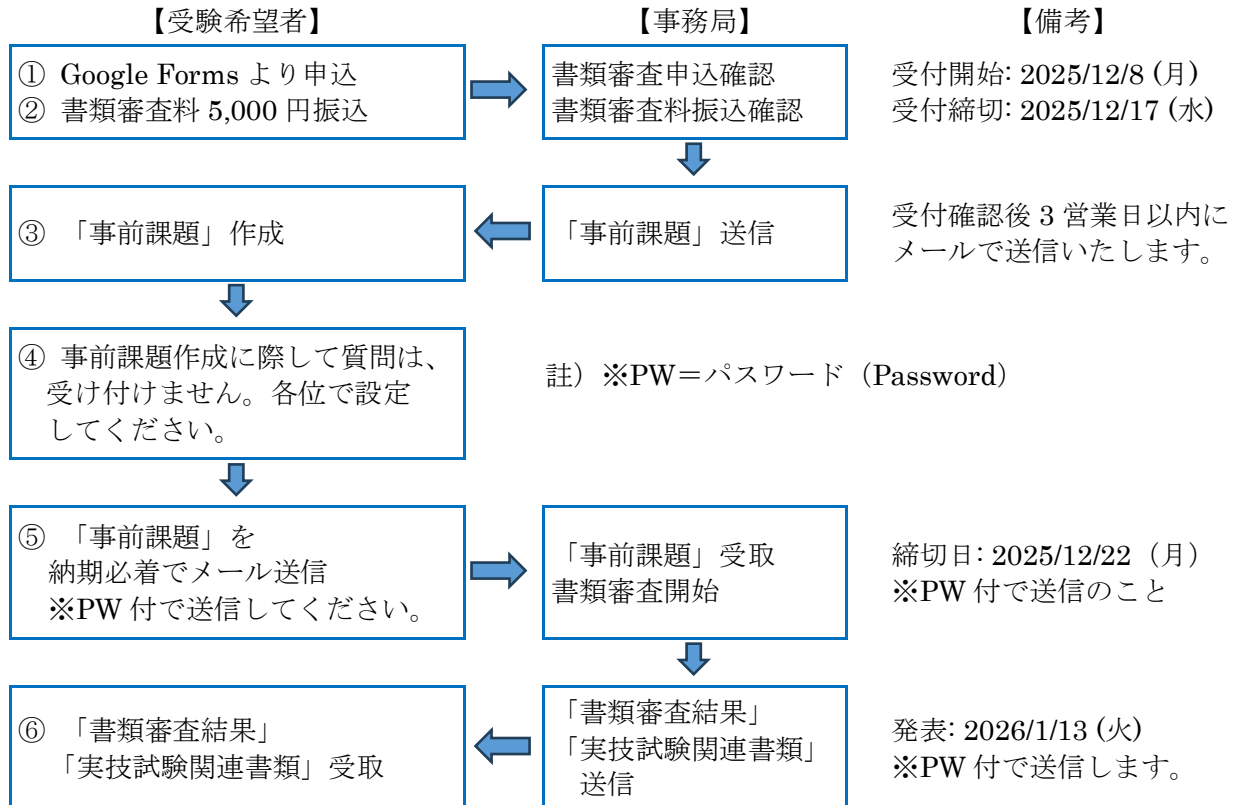 【受験希望者】
【事務局】
【備考】
① Google Forms より申込
② 書類審査料 5,000 円振込
書類審査申込確認
書類審査料振込確認
受付開始: 2025/12/8 (月)
受付締切: 2025/12/17 (水)
③ 「事前課題」作成
「事前課題」送信
受付確認後 3 営業日以内に
メールで送信いたします。
④ 事前課題作成に際して質問は、
受け付けません。各位で設定
してください。
註）※PW＝パスワード（Password）
⑤ 「事前課題」を
納期必着でメール送信
※PW 付で送信してください。
「事前課題」受取
書類審査開始
締切日: 2025/12/22（月）
※PW 付で送信のこと
⑥ 「書類審査結果」
「実技試験関連書類」受取
「書類審査結果」
「実技試験関連書類」
送信
発表: 2026/1/13 (火)
※PW 付で送信します。